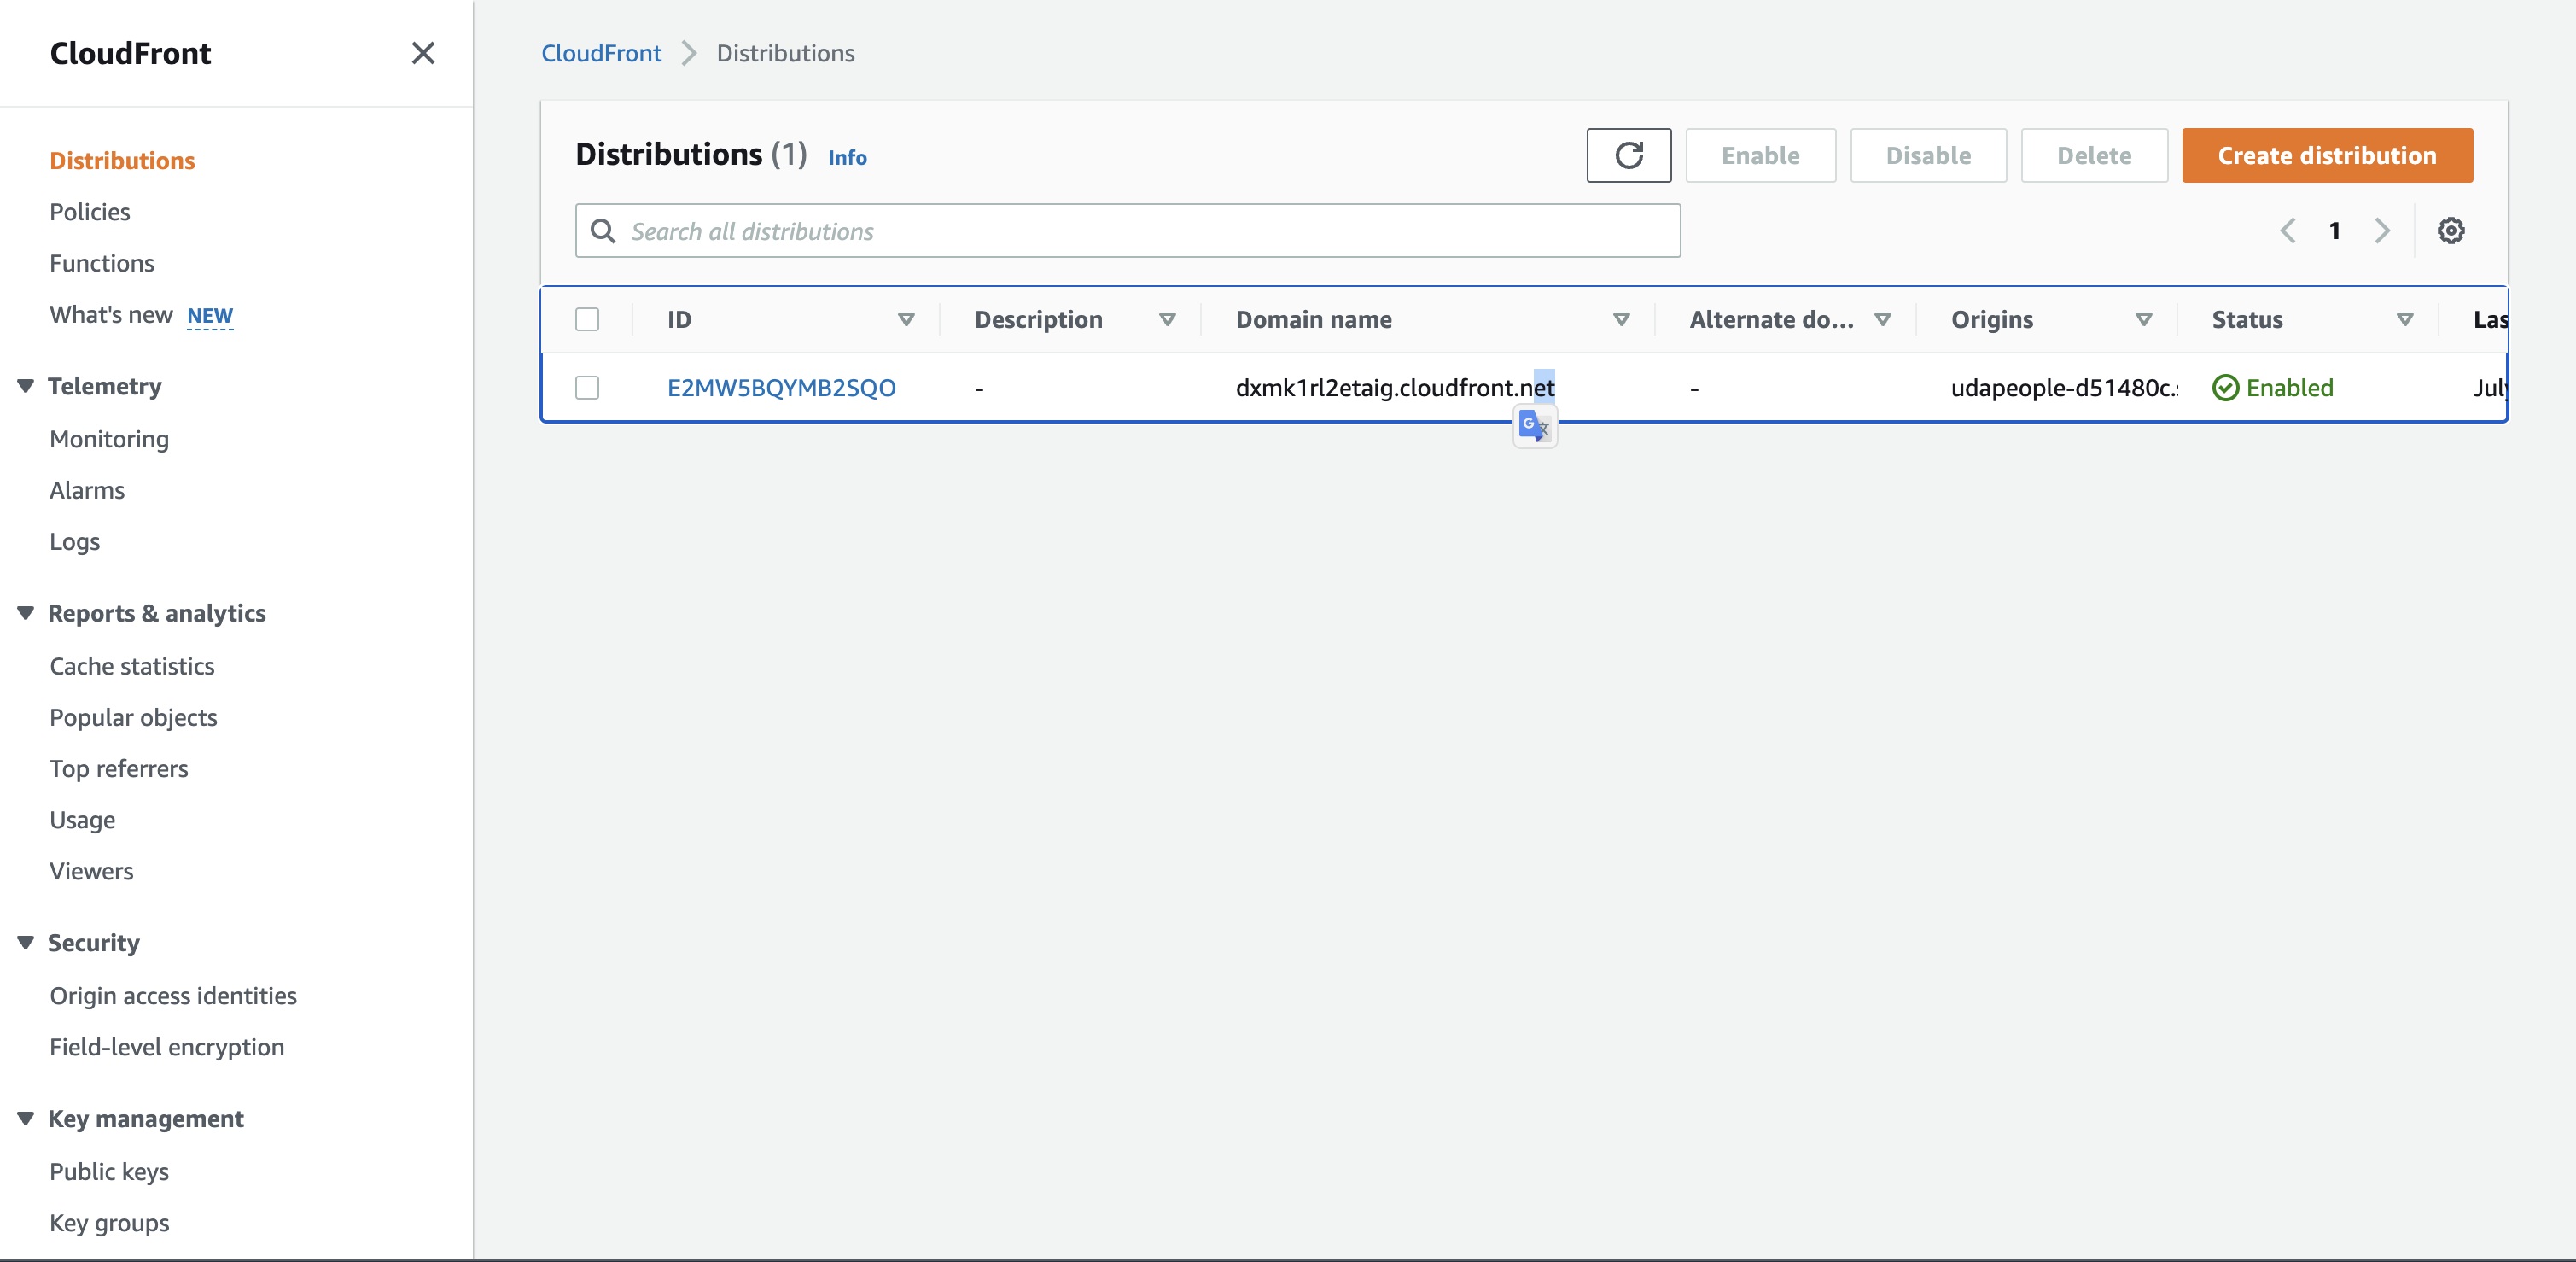 CloudFront
Distributions
Policies
Functions
What's new NEW
Telemetry
Monitoring
Alarms
Logs
Reports & analytics
Cache statistics
Popular objects
Top referrers
Usage
Viewers
Security
Origin access identities
Field-level encryption
Key management
Public keys
Key groups
CloudFront Distributions
Distributions (1) Info
Enable Disable Delete Create distribution
Search all distributions
1
ID Description Domain name Alternate do... Origins Status Las
E2MW5BQYMB2SQO - dxmk1rl2etaig.cloudfront.net - udapeople-d51480c. Enabled July